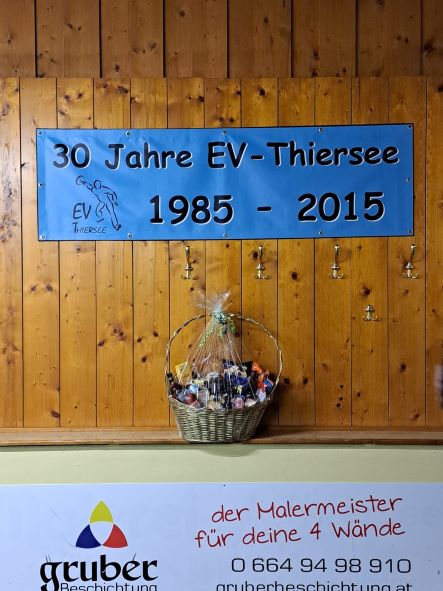 30 Jahre EV-Thiersee
EV
THIERSEE
1985 - 2015
der Malermeister
für deine 4 Wände
gruber
Beschichtung
0 664 94 98 910
gruberbeschichtung.at